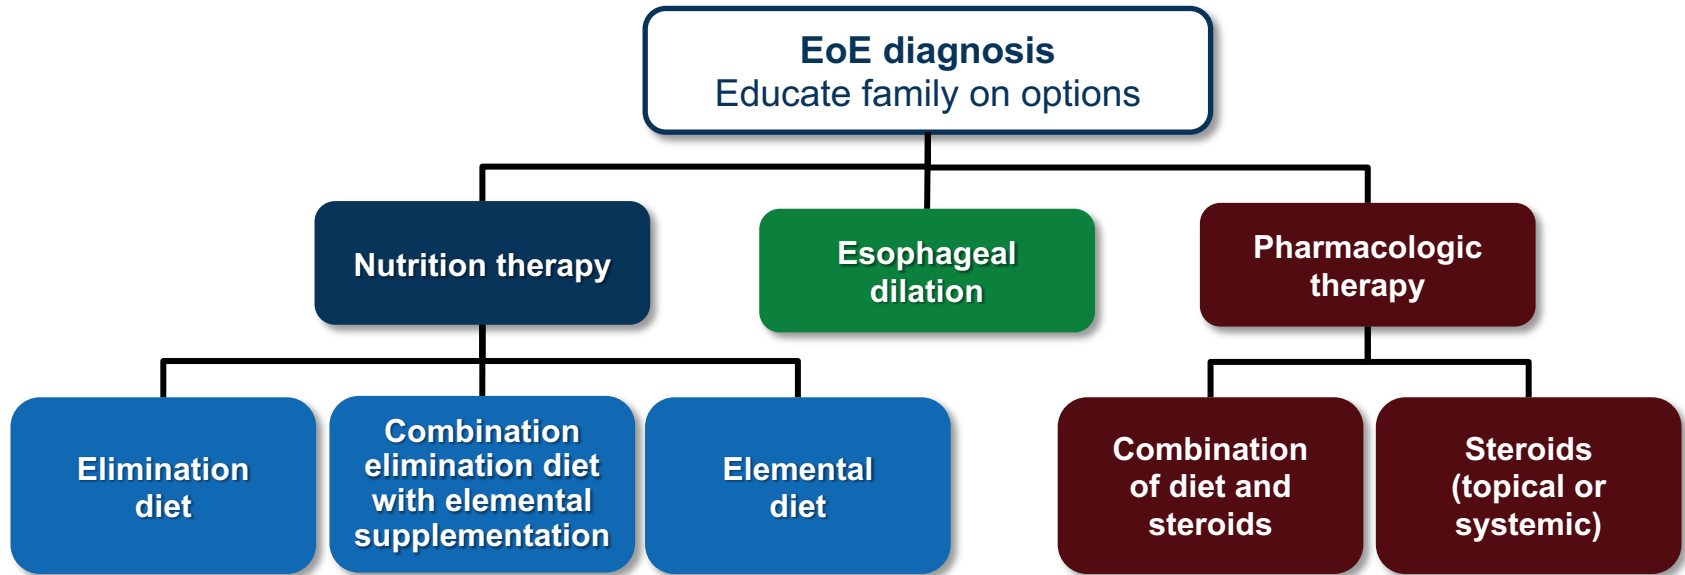 EoE diagnosis
Educate family on options
Nutrition therapy
Esophageal
dilation
Pharmacologic
therapy
Elimination
diet
Combination
elimination diet
with elemental
supplementation
Elemental
diet
Combination
of diet and
steroids
Steroids
(topical or
systemic)